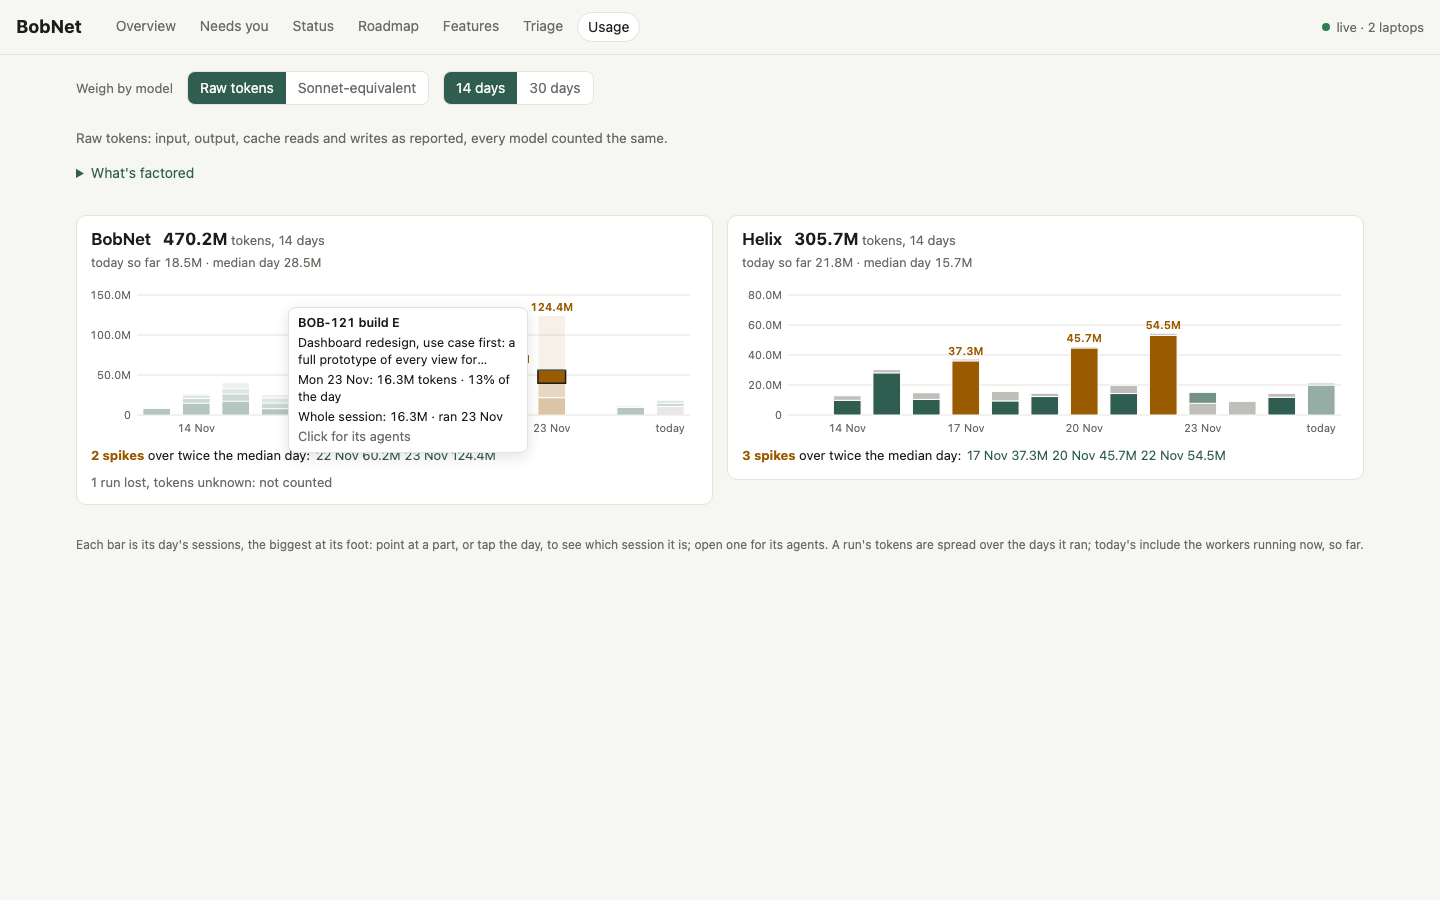 BobNet Overview Needs you Status Roadmap Features Triage Usage live · 2 laptops
Weigh by model Raw tokens Sonnet-equivalent 14 days 30 days
Raw tokens: input, output, cache reads and writes as reported, every model counted the same.
What's factored
BobNet 470.2M tokens, 14 days
today so far 18.5M · median day 28.5M
150.0M
100.0M
50.0M
0
124.4M
14 Nov 23 Nov today
BOB-121 build E
Dashboard redesign, use case first: a
full prototype of every view for...
Mon 23 Nov: 16.3M tokens · 13% of
the day
Whole session: 16.3M · ran 23 Nov
Click for its agents
2 spikes over twice the median day: 22 Nov 60.2M 23 Nov 124.4M
1 run lost, tokens unknown: not counted
Helix 305.7M tokens, 14 days
today so far 21.8M · median day 15.7M
80.0M
60.0M
40.0M
20.0M
0
37.3M 45.7M 54.5M
14 Nov 17 Nov 20 Nov 23 Nov today
3 spikes over twice the median day: 17 Nov 37.3M 20 Nov 45.7M 22 Nov 54.5M
Each bar is its day's sessions, the biggest at its foot: point at a part, or tap the day, to see which session it is; open one for its agents. A run's tokens are spread over the days it ran; today's include the workers running now, so far.